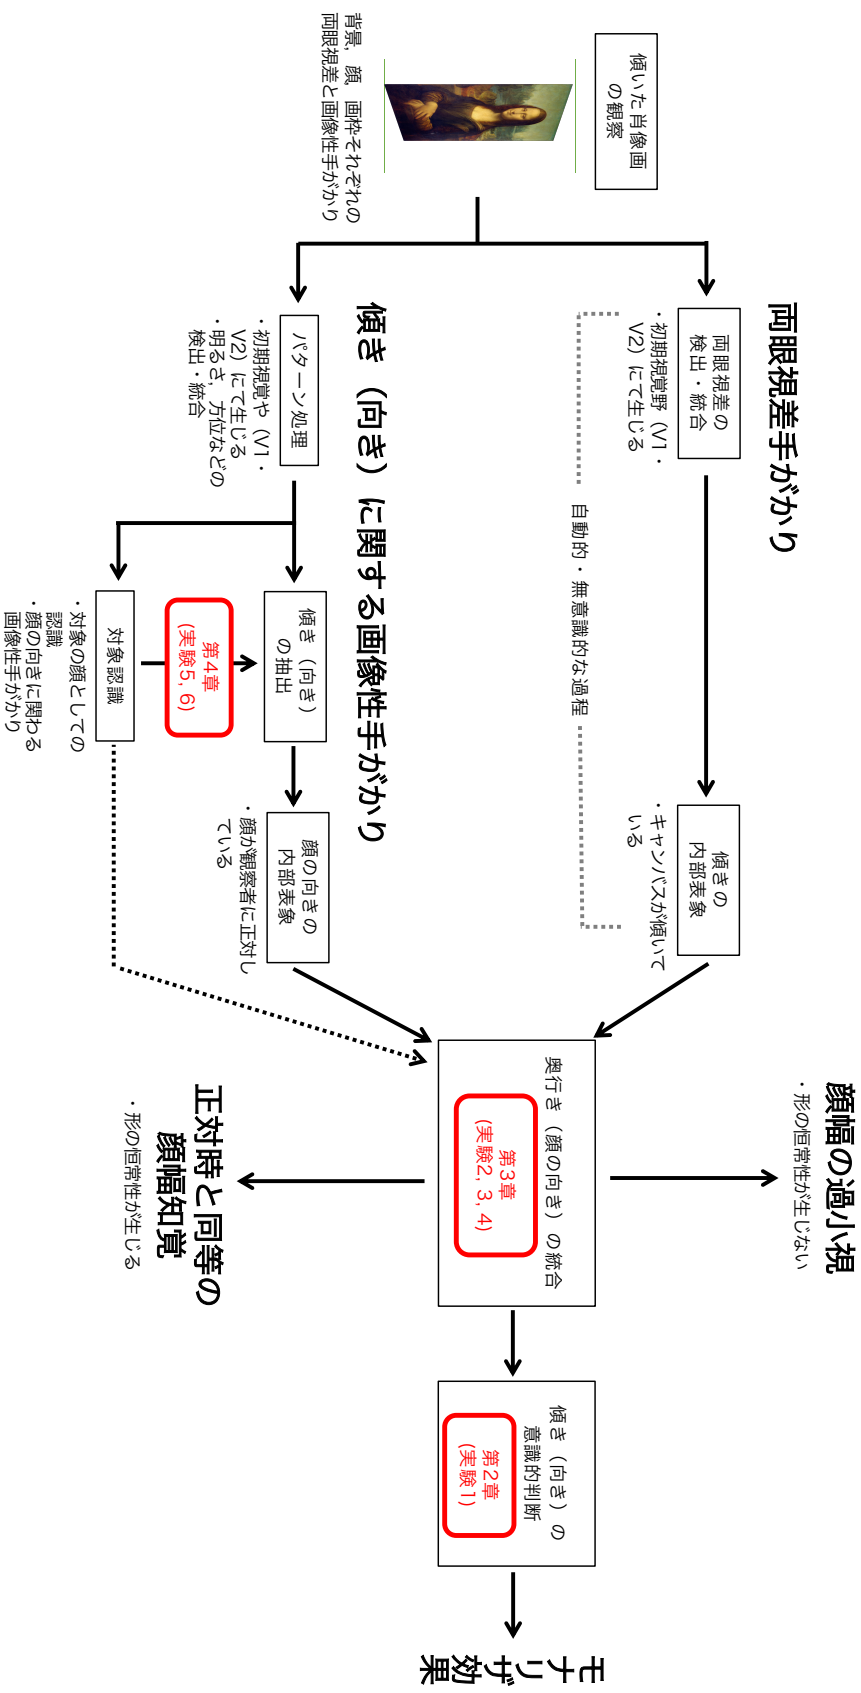 傾いた肖像画
の観察
背景，顔，画枠それぞれの
両眼視差と画像性手がかり
両眼視差手がかり
両眼視差の
検出・統合
・初期視覚野（V1・
V2）にて生じる
自動的・無意識的な過程
傾きの
内部表象
・キャンバスが傾いて
いる
傾き（向き）に関する画像性手がかり
パターン処理
・初期視覚や（V1・
V2）にて生じる
・明るさ，方位などの
検出・統合
傾き（向き）
の抽出
第4章
(実験5, 6)
対象認識
・対象の顔としての
認識
・顔の向きに関わる
画像性手がかり
顔の向きの
内部表象
・顔が観察者に正対し
ている
奥行き（顔の向き）の統合
第3章
(実験2, 3, 4)
顔幅の過小視
・形の恒常性が生じない
正対時と同等の
顔幅知覚
・形の恒常性が生じる
傾き（向き）の
意識的判断
第2章
(実験1)
モナリザ効果